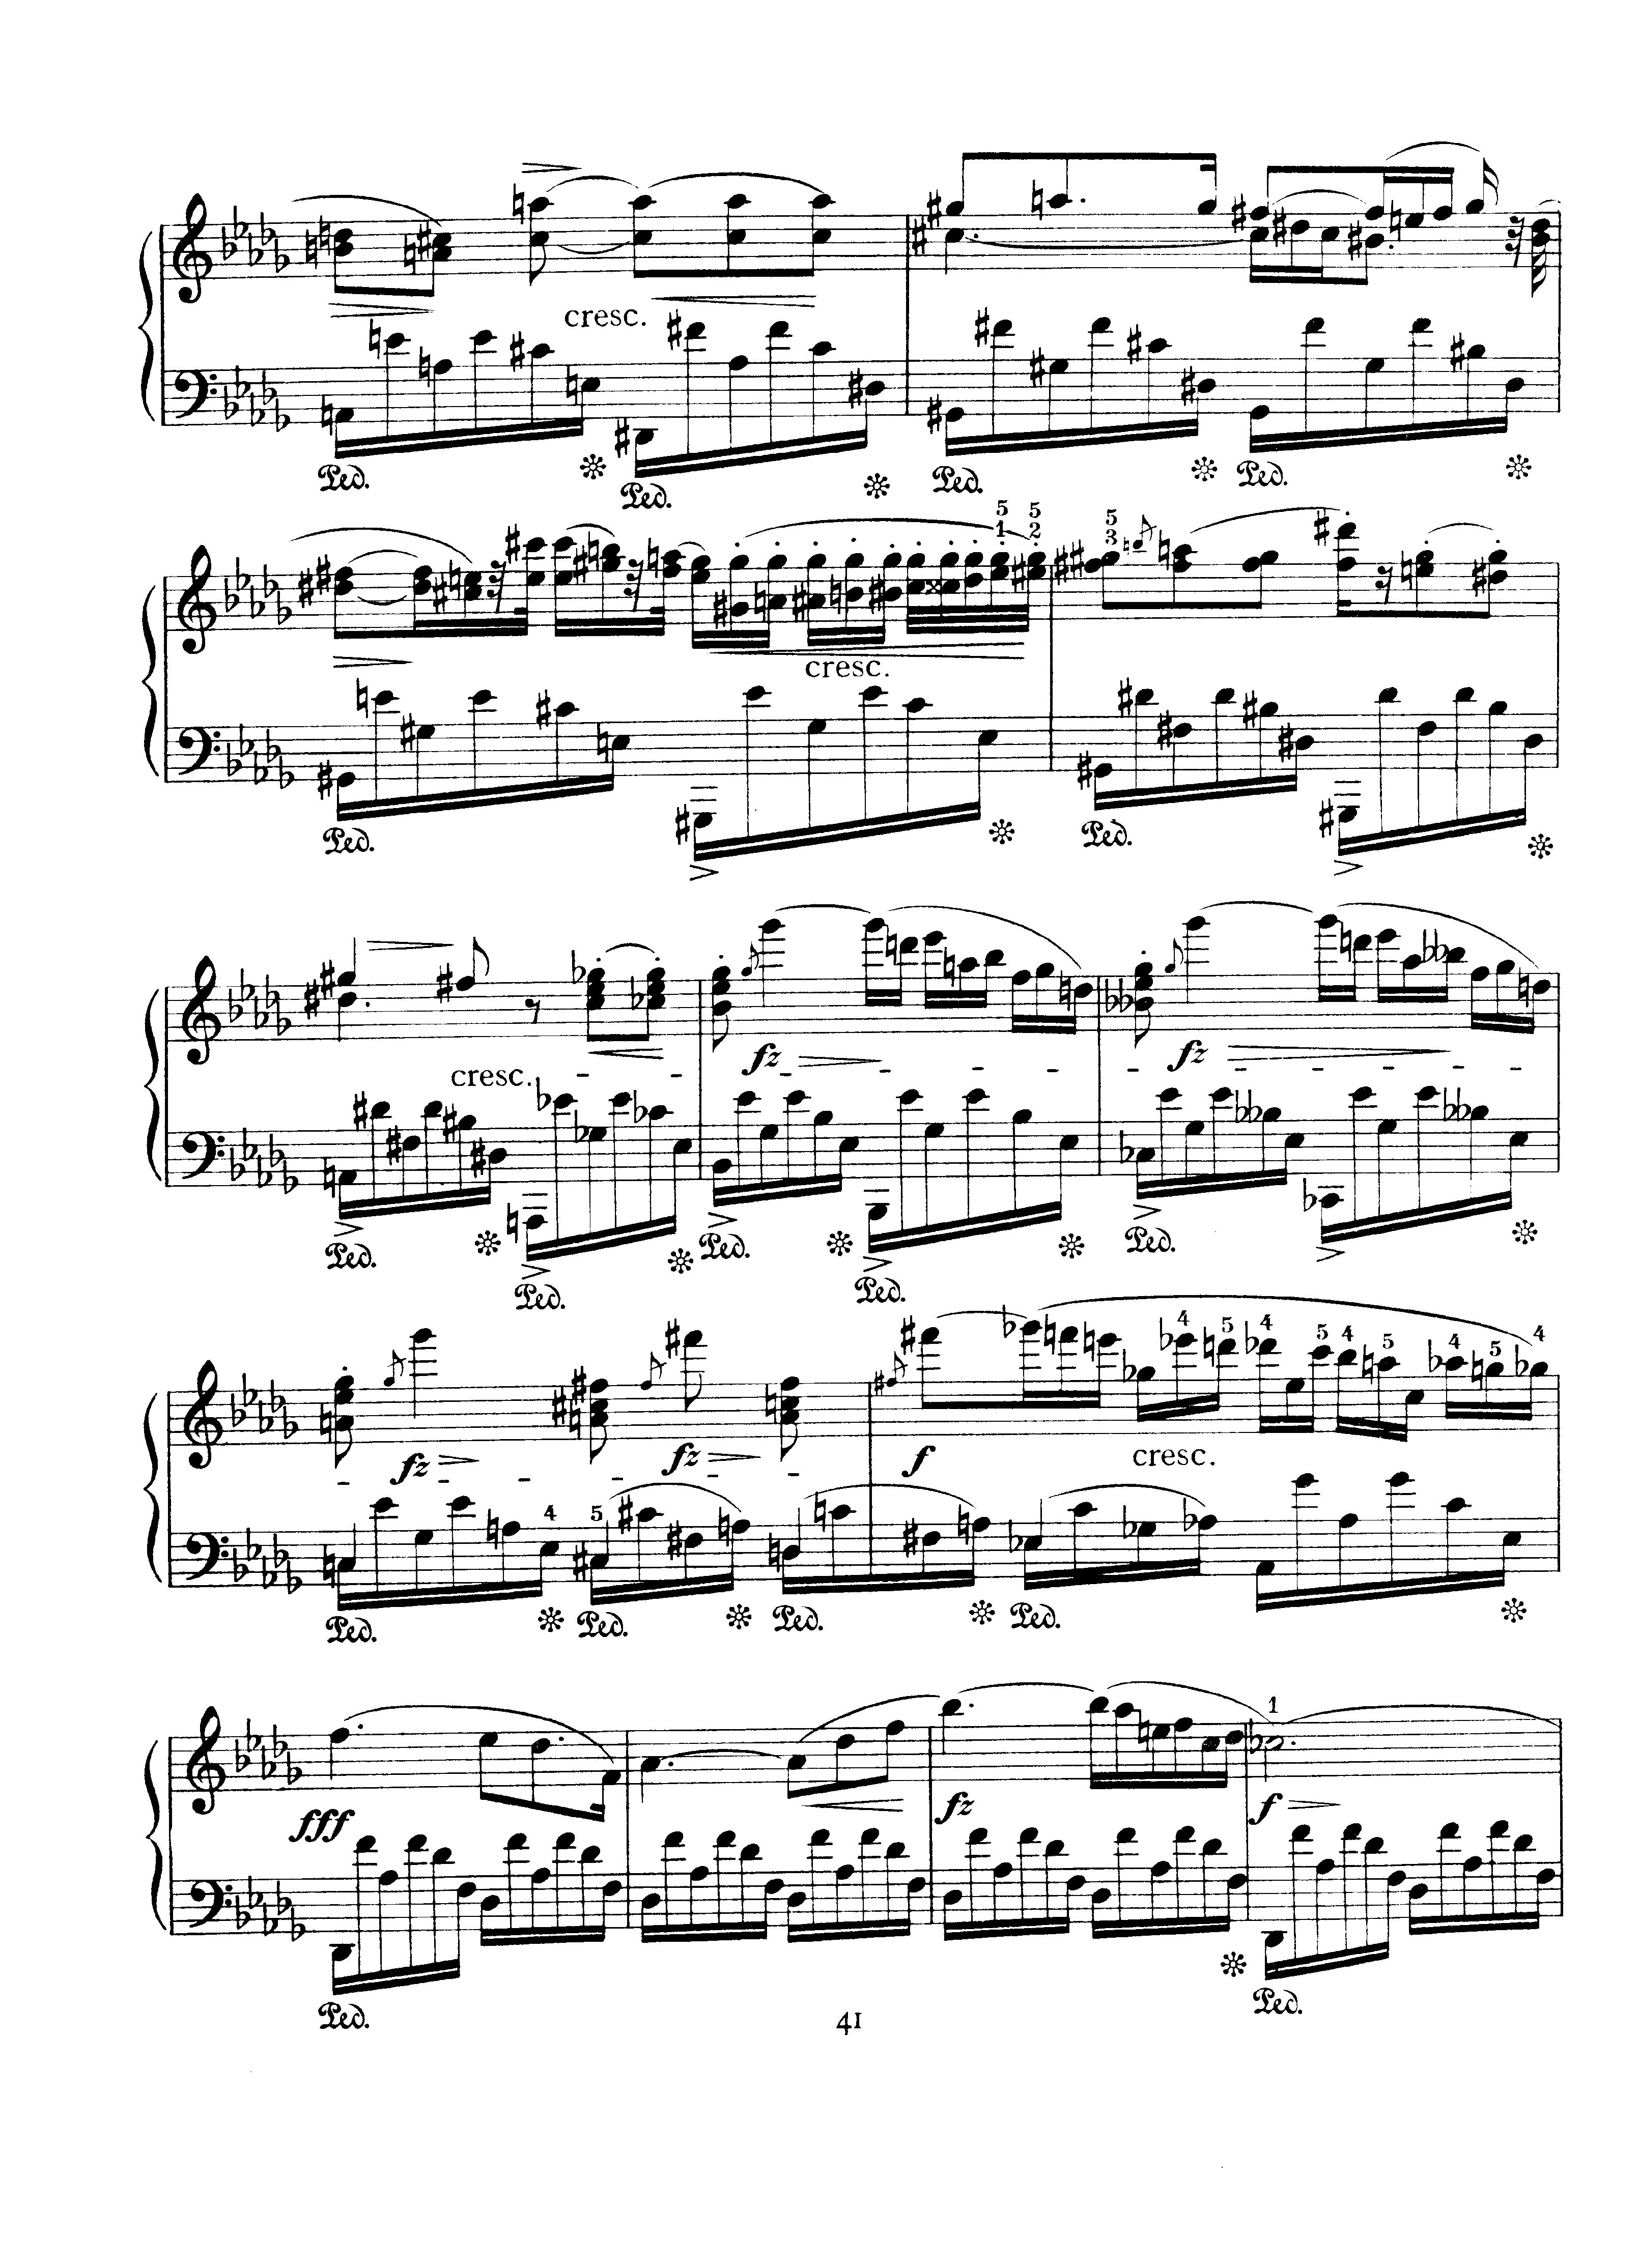 cresc.
Ped. Ped. Ped. Ped.
5 5 5
1 2 3
cresc.
Ped. Ped.
cresc.
fz fz
Ped. Ped. Ped. Ped. Ped.
4 5 4 5 4 5 4 5 4
fz fz f cresc.
4 5
Ped. Ped. Ped. Ped.
1
fff fz f
Ped. Ped.
41